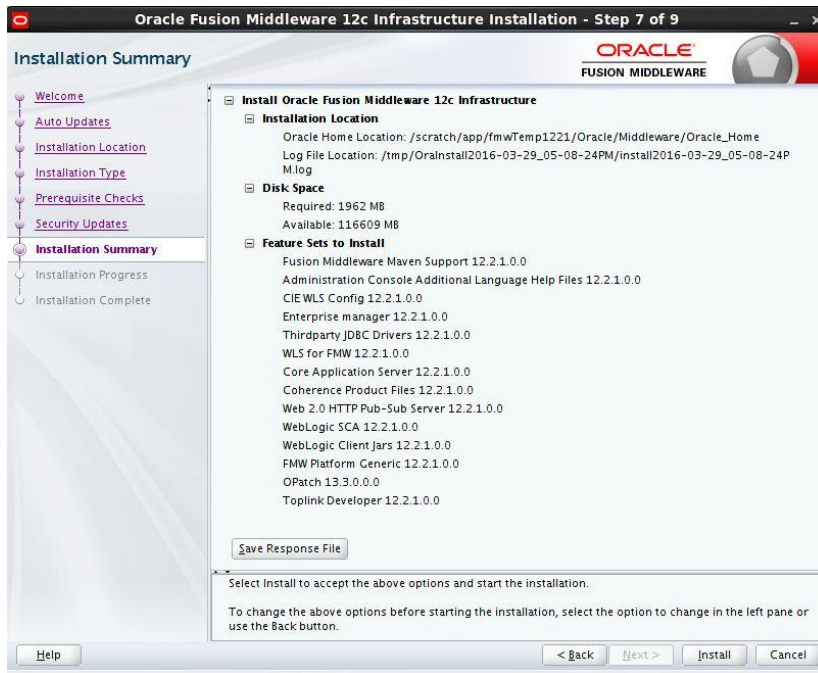 Oracle Fusion Middleware 12c Infrastructure Installation - Step 7 of 9
Installation Summary
ORACLE
FUSION MIDDLEWARE
Welcome
Auto Updates
Installation Location
Installation Type
Prerequisite Checks
Security Updates
Installation Summary
Installation Progress
Installation Complete
Install Oracle Fusion Middleware 12c Infrastructure
Installation Location
Oracle Home Location: /scratch/app/fmwTemp1221/Oracle/Middleware/Oracle_Home
Log File Location: /tmp/OraInstall2016-03-29_05-08-24PM/install2016-03-29_05-08-24P
M.log
Disk Space
Required: 1962 MB
Available: 116609 MB
Feature Sets to Install
Fusion Middleware Maven Support 12.2.1.0.0
Administration Console Additional Language Help Files 12.2.1.0.0
CIE WLS Config 12.2.1.0.0
Enterprise manager 12.2.1.0.0
Thirdparty JDBC Drivers 12.2.1.0.0
WLS for FMW 12.2.1.0.0
Core Application Server 12.2.1.0.0
Coherence Product Files 12.2.1.0.0
Web 2.0 HTTP Pub-Sub Server 12.2.1.0.0
WebLogic SCA 12.2.1.0.0
WebLogic Client Jars 12.2.1.0.0
FMW Platform Generic 12.2.1.0.0
OPatch 13.3.0.0.0
Toplink Developer 12.2.1.0.0
Save Response File
Select Install to accept the above options and start the installation.
To change the above options before starting the installation, select the option to change in the left pane or
use the Back button.
Help
< Back
Next >
Install
Cancel